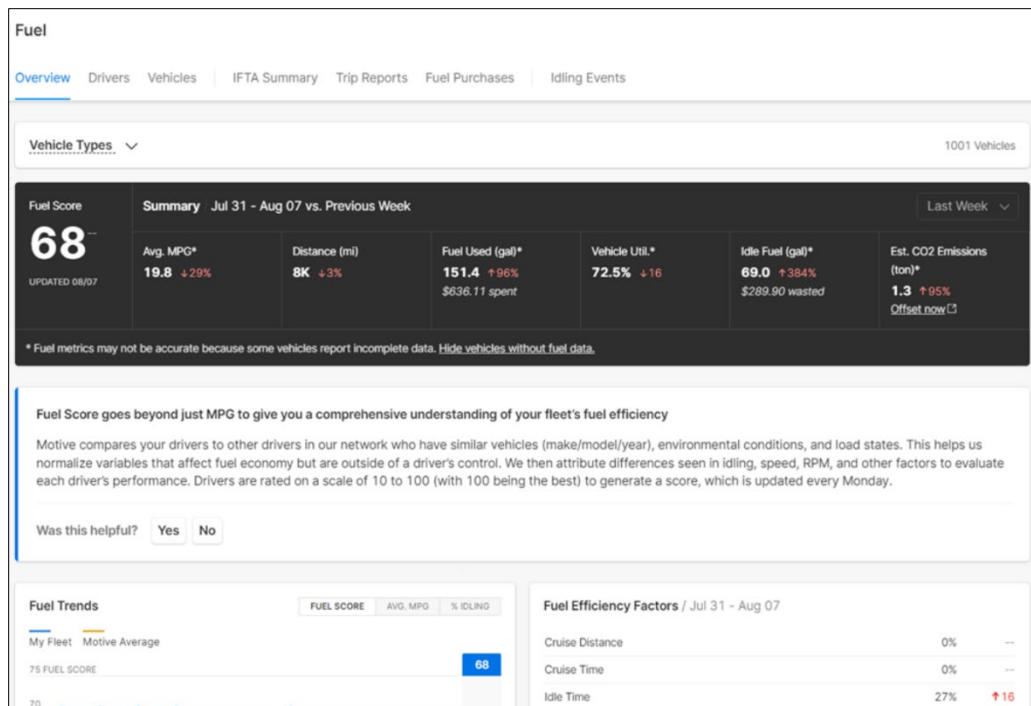 Fuel
Overview Drivers Vehicles IFTA Summary Trip Reports Fuel Purchases Idling Events
Vehicle Types
1001 Vehicles
Fuel Score
68 --
UPDATED 08/07
Summary / Jul 31 - Aug 07 vs. Previous Week
Last Week
Avg. MPG*
19.8 ↓29%
Distance (mi)
8K ↓3%
Fuel Used (gal)*
151.4 ↑96%
$636.11 spent
Vehicle Util.*
72.5% ↓16
Idle Fuel (gal)*
69.0 ↑384%
$289.90 wasted
Est. CO2 Emissions
(ton)*
1.3 ↑95%
Offset now
* Fuel metrics may not be accurate because some vehicles report incomplete data. Hide vehicles without fuel data.
Fuel Score goes beyond just MPG to give you a comprehensive understanding of your fleet's fuel efficiency
Motive compares your drivers to other drivers in our network who have similar vehicles (make/model/year), environmental conditions, and load states. This helps us
normalize variables that affect fuel economy but are outside of a driver's control. We then attribute differences seen in idling, speed, RPM, and other factors to evaluate
each driver's performance. Drivers are rated on a scale of 10 to 100 (with 100 being the best) to generate a score, which is updated every Monday.
Was this helpful? Yes No
Fuel Trends
FUEL SCORE AVG. MPG % IDLING
My Fleet Motive Average
75 FUEL SCORE
68
70
Fuel Efficiency Factors / Jul 31 - Aug 07
Cruise Distance 0% --
Cruise Time 0% --
Idle Time 27% ↑16